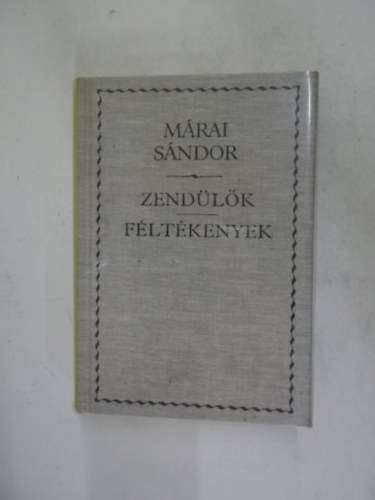 MÁRAI
SÁNDOR
ZENDÜLŐK
FÉLTÉKENYEK